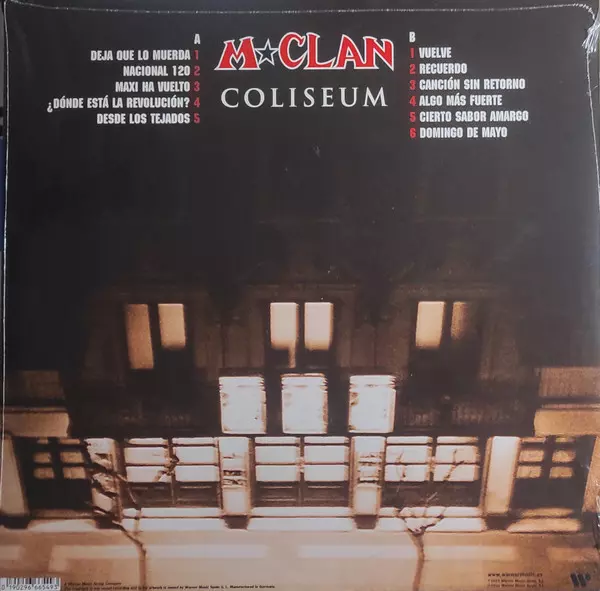 A
DEJA QUE LO MUERDA 1
NACIONAL 120 2
MAXI HA VUELTO 3
¿DÓNDE ESTÁ LA REVOLUCIÓN? 4
DESDE LOS TEJADOS 5
M☆CLAN
COLISEUM
B
1 VUELVE
2 RECUERDO
3 CANCIÓN SIN RETORNO
4 ALGO MÁS FUERTE
5 CIERTO SABOR AMARGO
6 DOMINGO DE MAYO